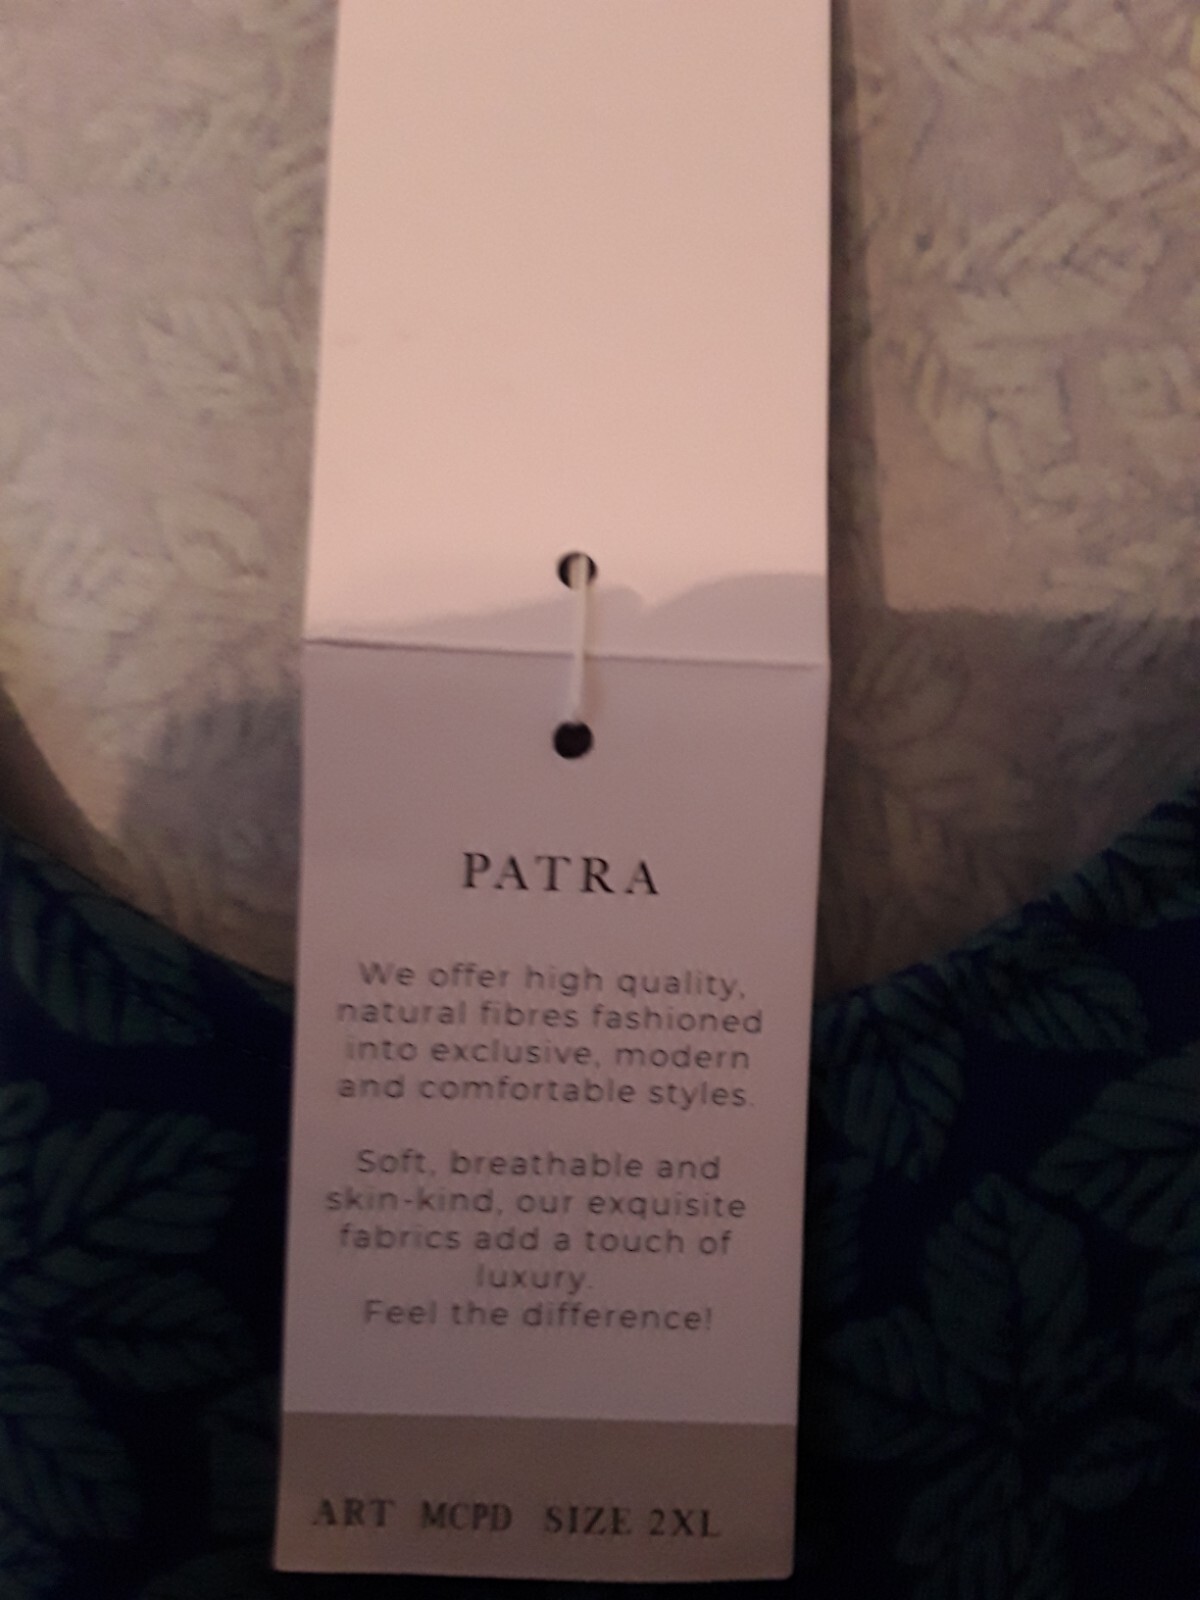 PATRA
We offer high quality,
natural fibres fashioned
into exclusive, modern
and comfortable styles.
Soft, breathable and
skin-kind, our exquisite
fabrics add a touch of
luxury.
Feel the difference!
ART MCPD SIZE 2XL